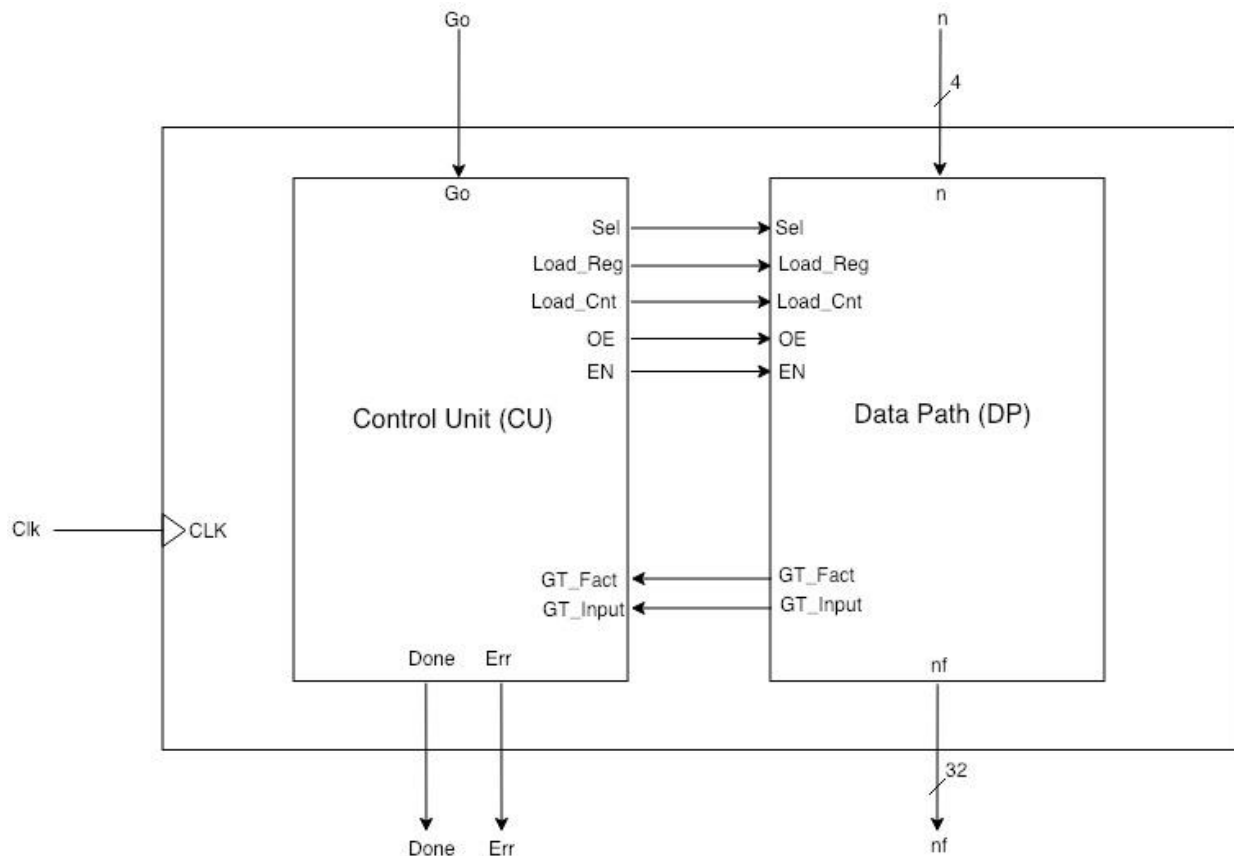 Go n
4
Go n
Sel Sel
Load_Reg Load_Reg
Load_Cnt Load_Cnt
OE OE
EN EN
Control Unit (CU) Data Path (DP)
Clk CLK
GT_Fact GT_Fact
GT_Input GT_Input
Done Err nf
32
Done Err nf